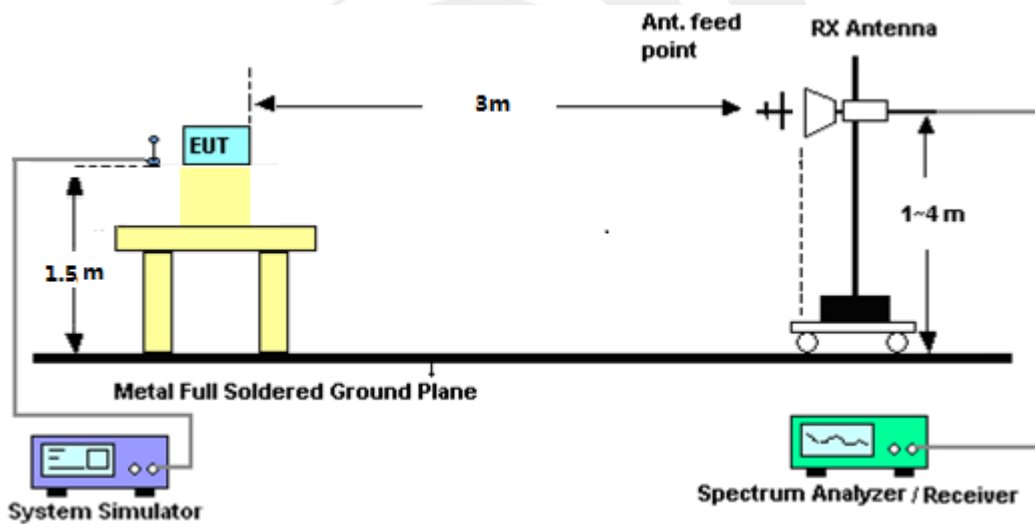 Ant. feed
point
RX Antenna
3m
EUT
1~4 m
1.5 m
Metal Full Soldered Ground Plane
System Simulator
Spectrum Analyzer / Receiver